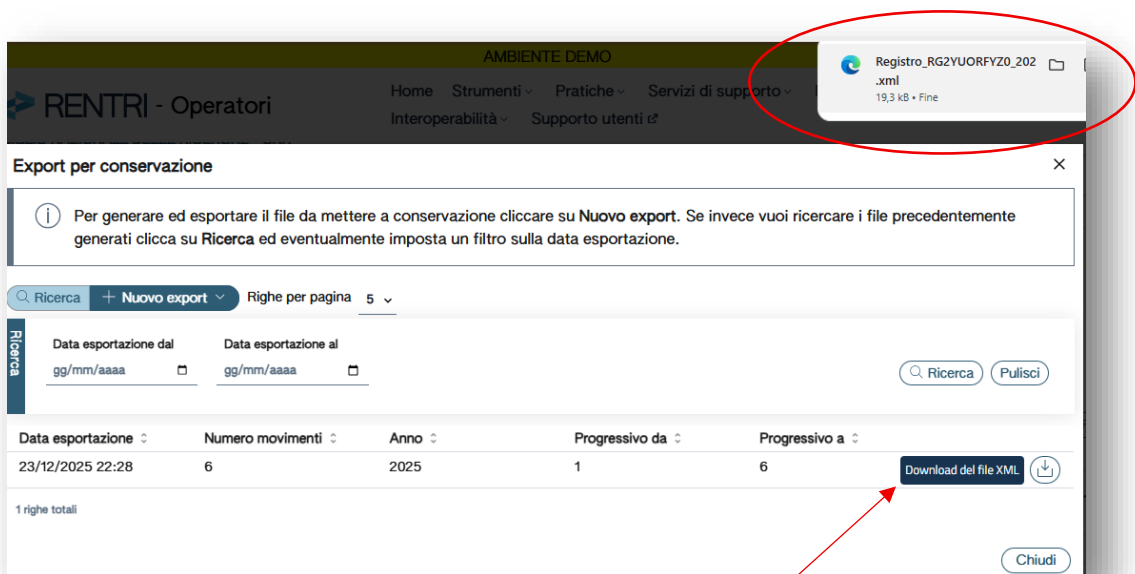 AMBIENTE DEMO
Registro_RG2YUORFYZ0_202
.xml
19,3 kB • Fine
RENTRI - Operatori
Home Strumenti Pratiche Servizi di supporto
Interoperabilità Supporto utenti
Export per conservazione
Per generare ed esportare il file da mettere a conservazione cliccare su Nuovo export. Se invece vuoi ricercare i file precedentemente
generati clicca su Ricerca ed eventualmente imposta un filtro sulla data esportazione.
Ricerca + Nuovo export Righe per pagina 5
Ricerca
Data esportazione dal Data esportazione al
gg/mm/aaaa gg/mm/aaaa
Ricerca Pulisci
Data esportazione Numero movimenti Anno Progressivo da Progressivo a
23/12/2025 22:28 6 2025 1 6 Download del file XML
1 righe totali
Chiudi